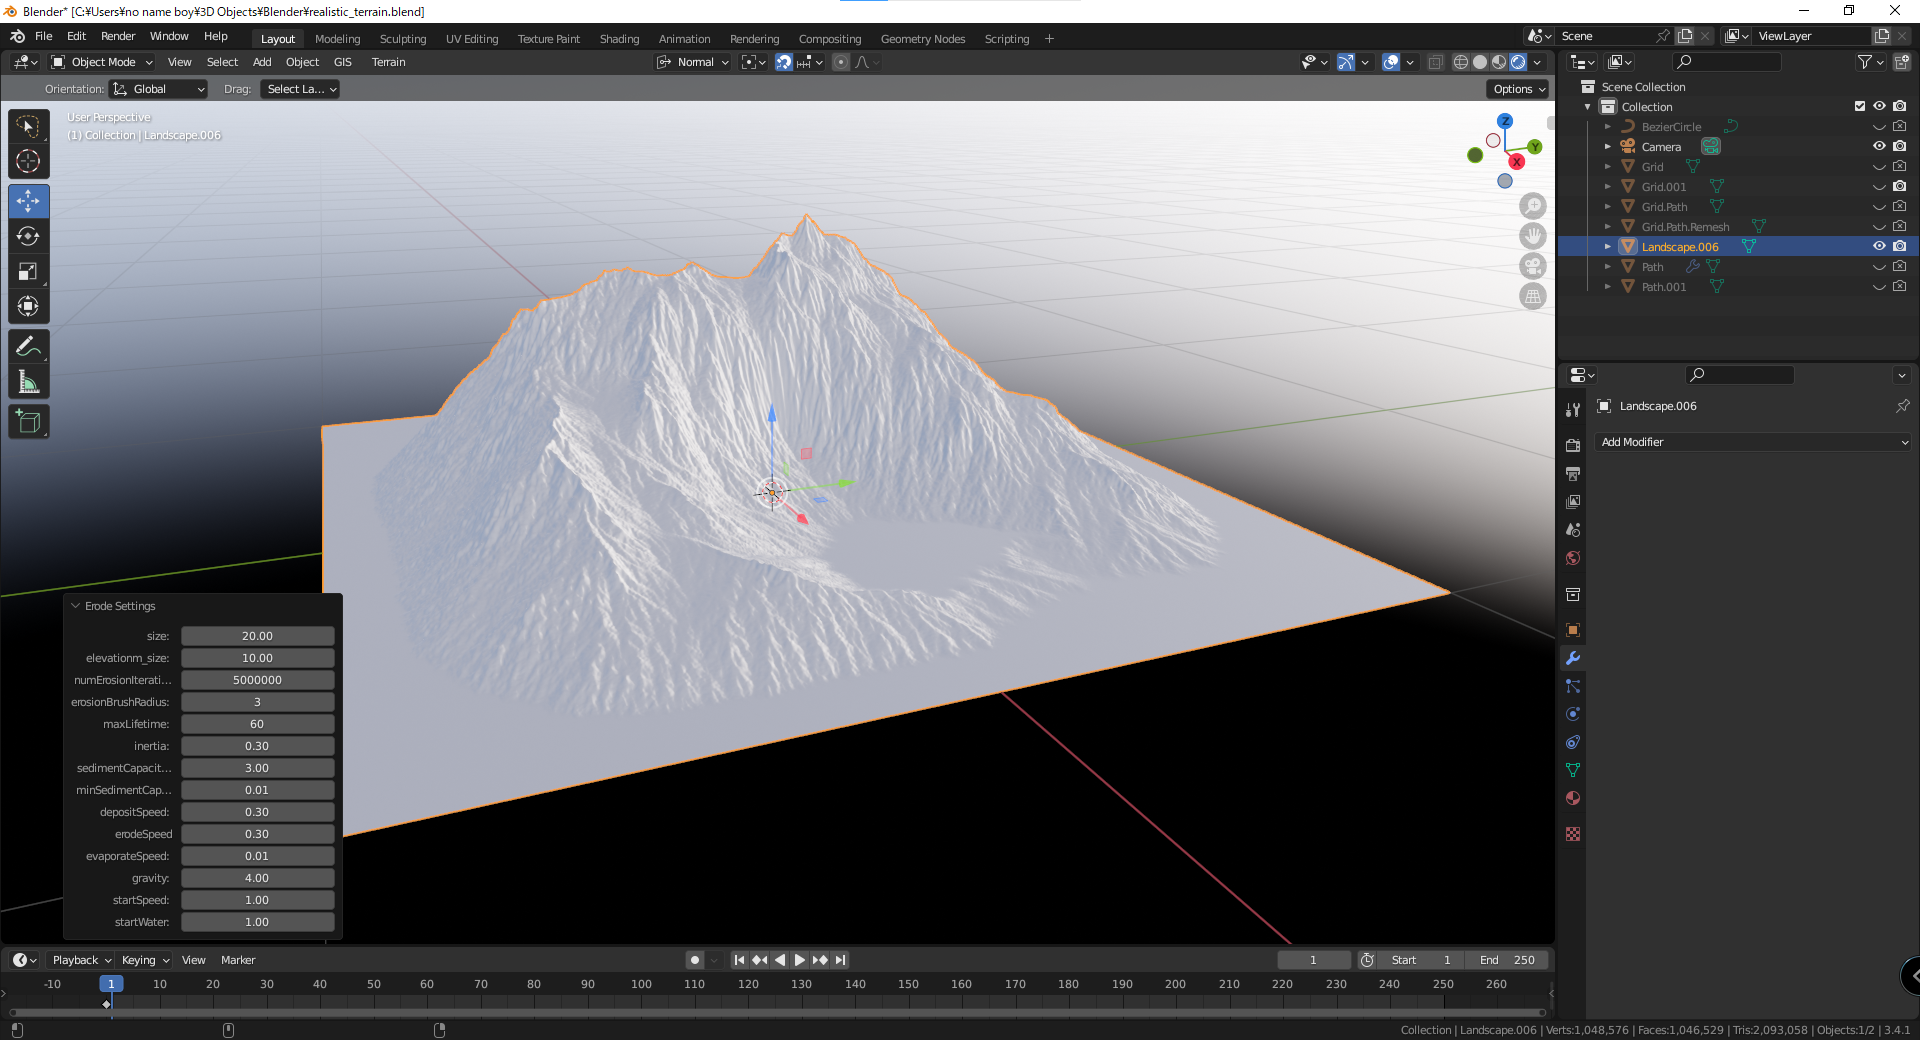 Blender* [C:¥Users¥no name boy¥3D Objects¥Blender¥realistic_terrain.blend]
File Edit Render Window Help
Layout Modeling Sculpting UV Editing Texture Paint Shading Animation Rendering Compositing Geometry Nodes Scripting +
Scene ViewLayer
Object Mode View Select Add Object GIS Terrain
Normal
Orientation: Global Drag: Select La...
Options
User Perspective
(1) Collection | Landscape.006
Z
Y
X
Scene Collection
Collection
BezierCircle
Camera
Grid
Grid.001
Grid.Path
Grid.Path.Remesh
Landscape.006
Path
Path.001
Landscape.006
Add Modifier
Erode Settings
size: 20.00
elevationm_size: 10.00
numErosionIterati... 5000000
erosionBrushRadius: 3
maxLifetime: 60
inertia: 0.30
sedimentCapacit... 3.00
minSedimentCap... 0.01
depositSpeed: 0.30
erodeSpeed 0.30
evaporateSpeed: 0.01
gravity: 4.00
startSpeed: 1.00
startWater: 1.00
Playback Keying View Marker
1 Start 1 End 250
-10 1 10 20 30 40 50 60 70 80 90 100 110 120 130 140 150 160 170 180 190 200 210 220 230 240 250 260
Collection | Landscape.006 | Verts:1,048,576 | Faces:1,046,529 | Tris:2,093,058 | Objects:1/2 | 3.4.1